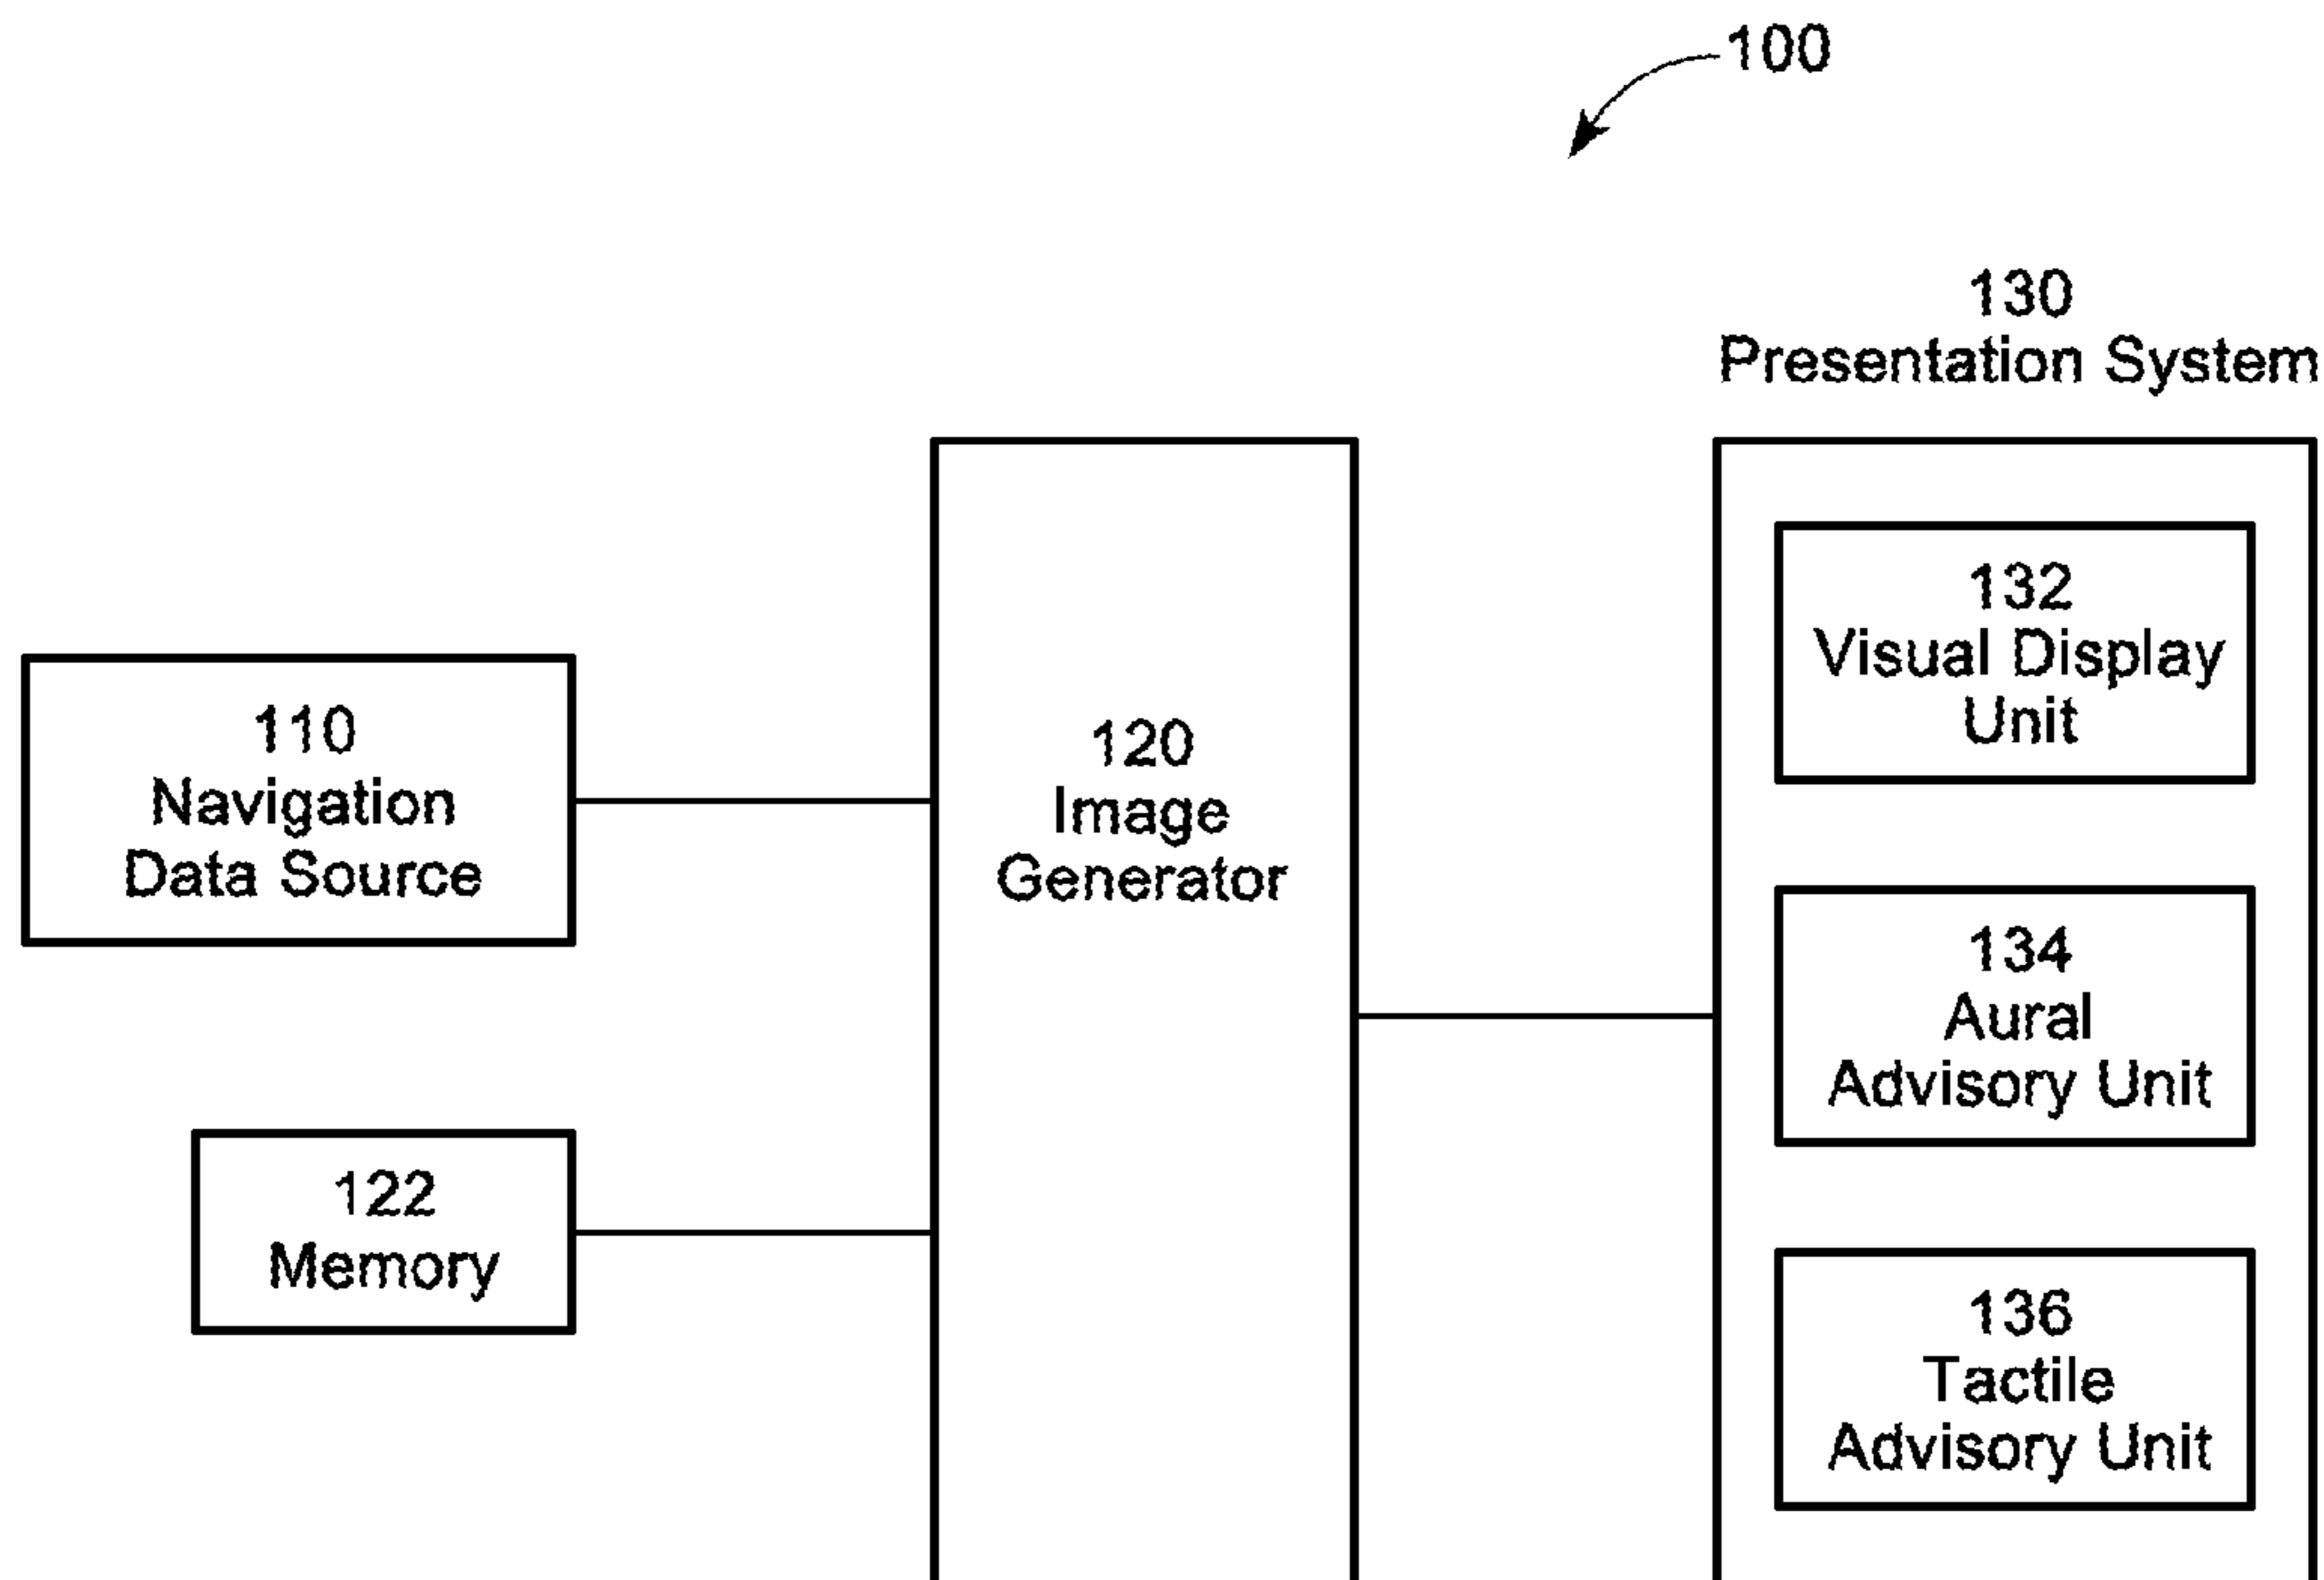 100
130
Presentation System
110
Navigation
Data Source
122
Memory
120
Image
Generator
132
Visual Display
Unit
134
Aural
Advisory Unit
136
Tactile
Advisory Unit